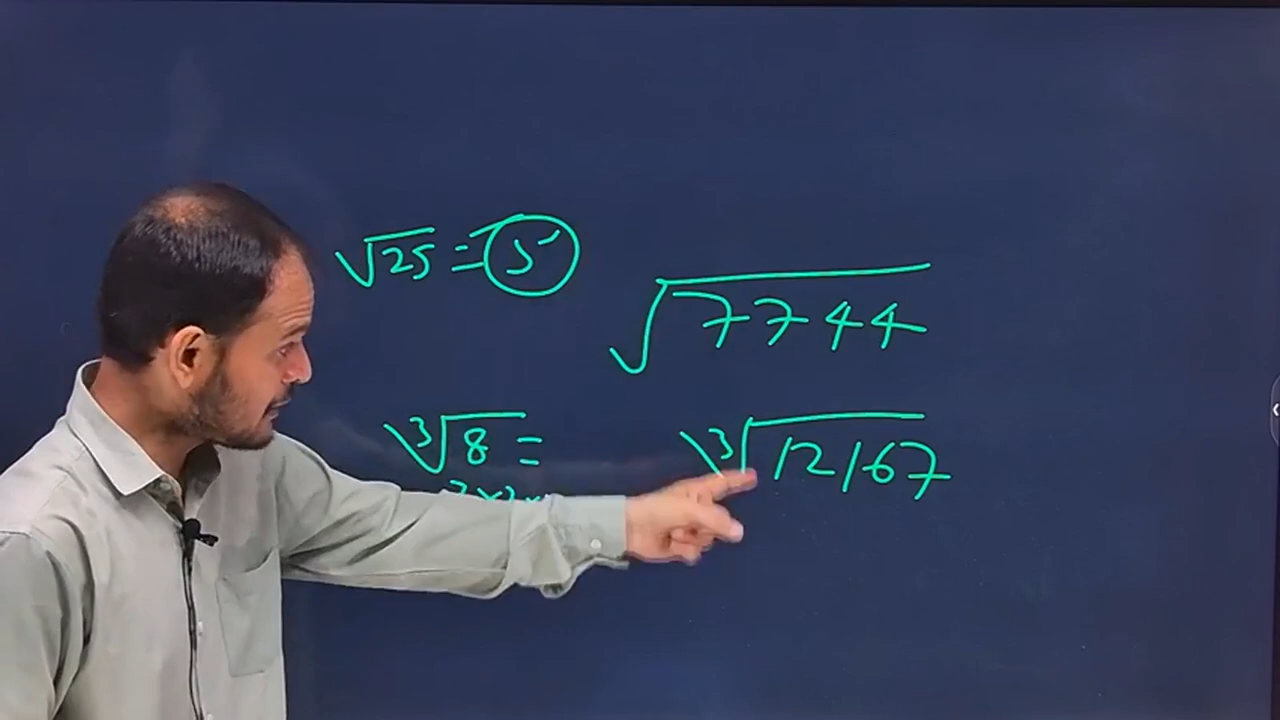 √25 = 5
√7744
∛8 =
∛12167